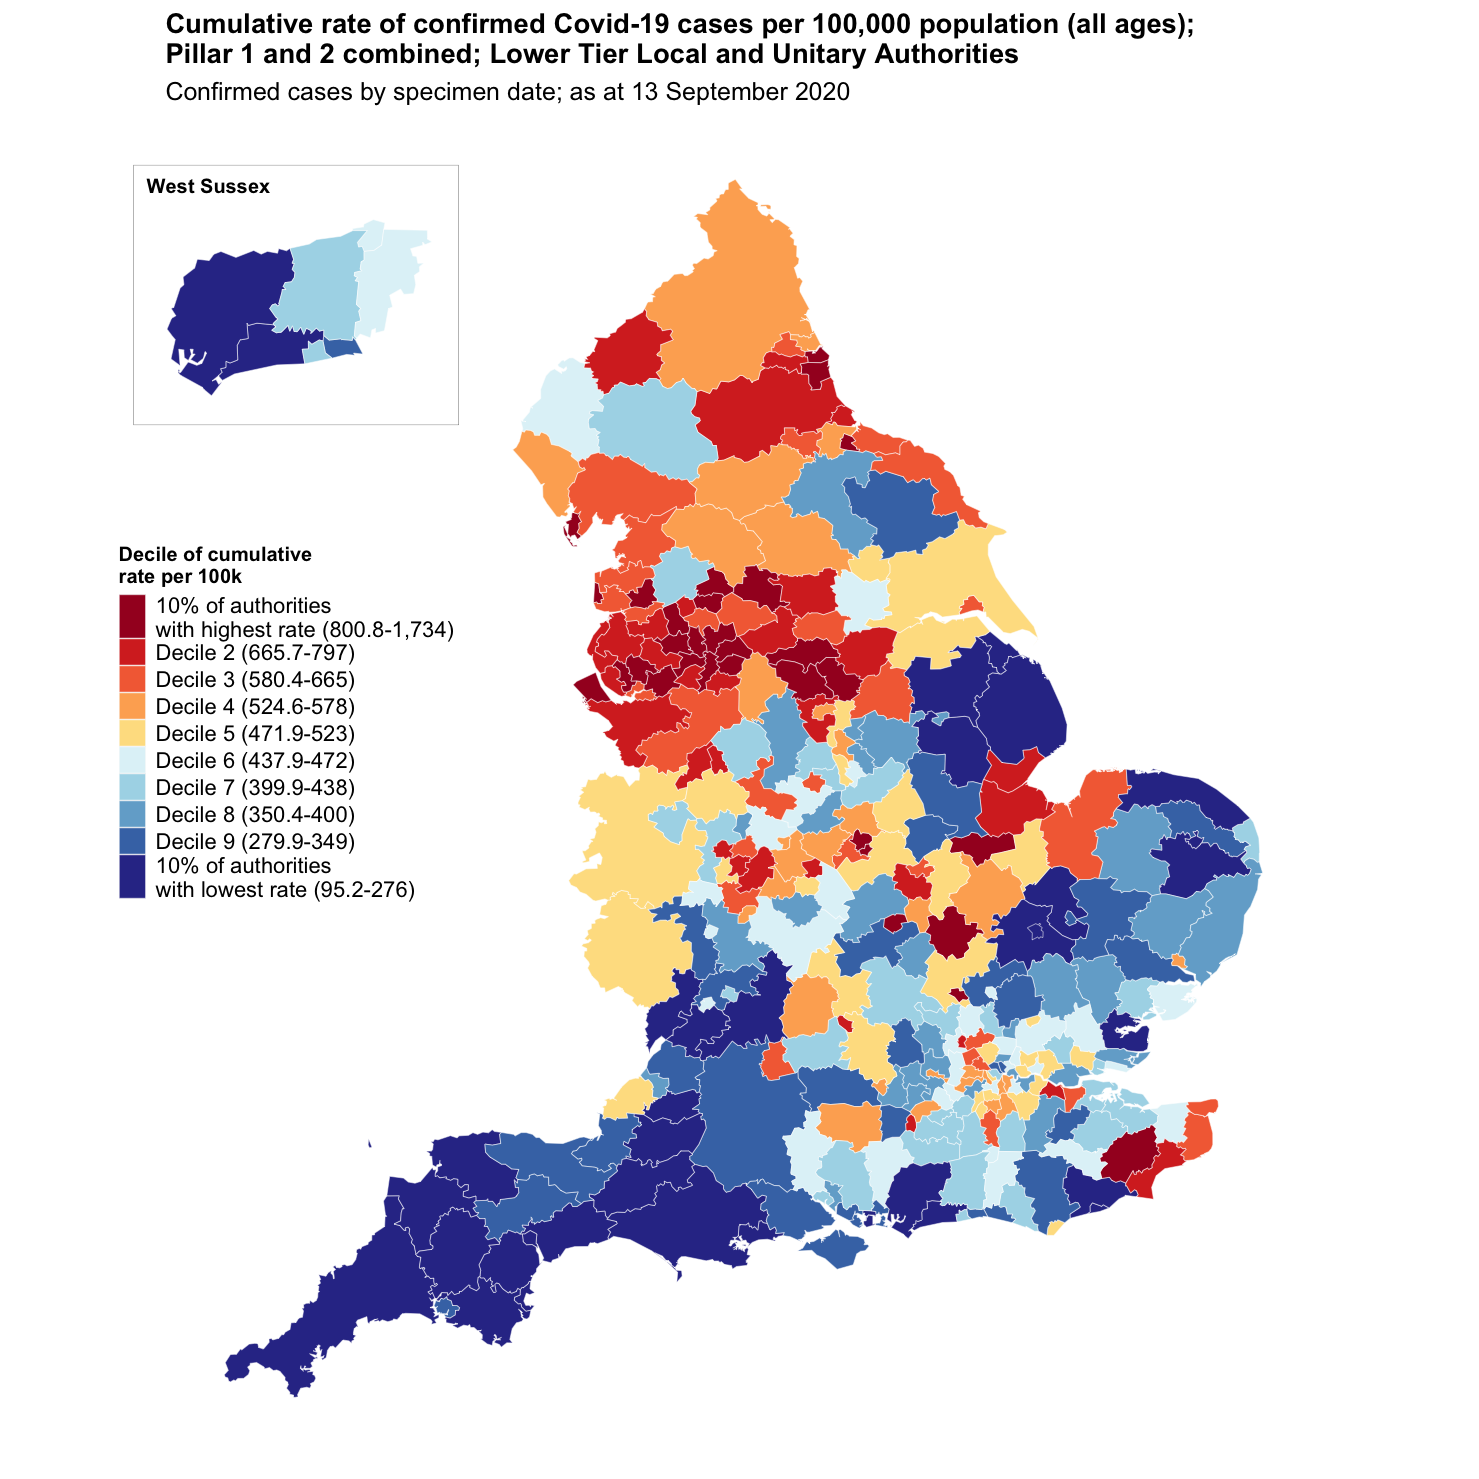 Cumulative rate of confirmed Covid-19 cases per 100,000 population (all ages);
Pillar 1 and 2 combined; Lower Tier Local and Unitary Authorities
Confirmed cases by specimen date; as at 13 September 2020
West Sussex
Decile of cumulative
rate per 100k
10% of authorities
with highest rate (800.8-1,734)
Decile 2 (665.7-797)
Decile 3 (580.4-665)
Decile 4 (524.6-578)
Decile 5 (471.9-523)
Decile 6 (437.9-472)
Decile 7 (399.9-438)
Decile 8 (350.4-400)
Decile 9 (279.9-349)
10% of authorities
with lowest rate (95.2-276)